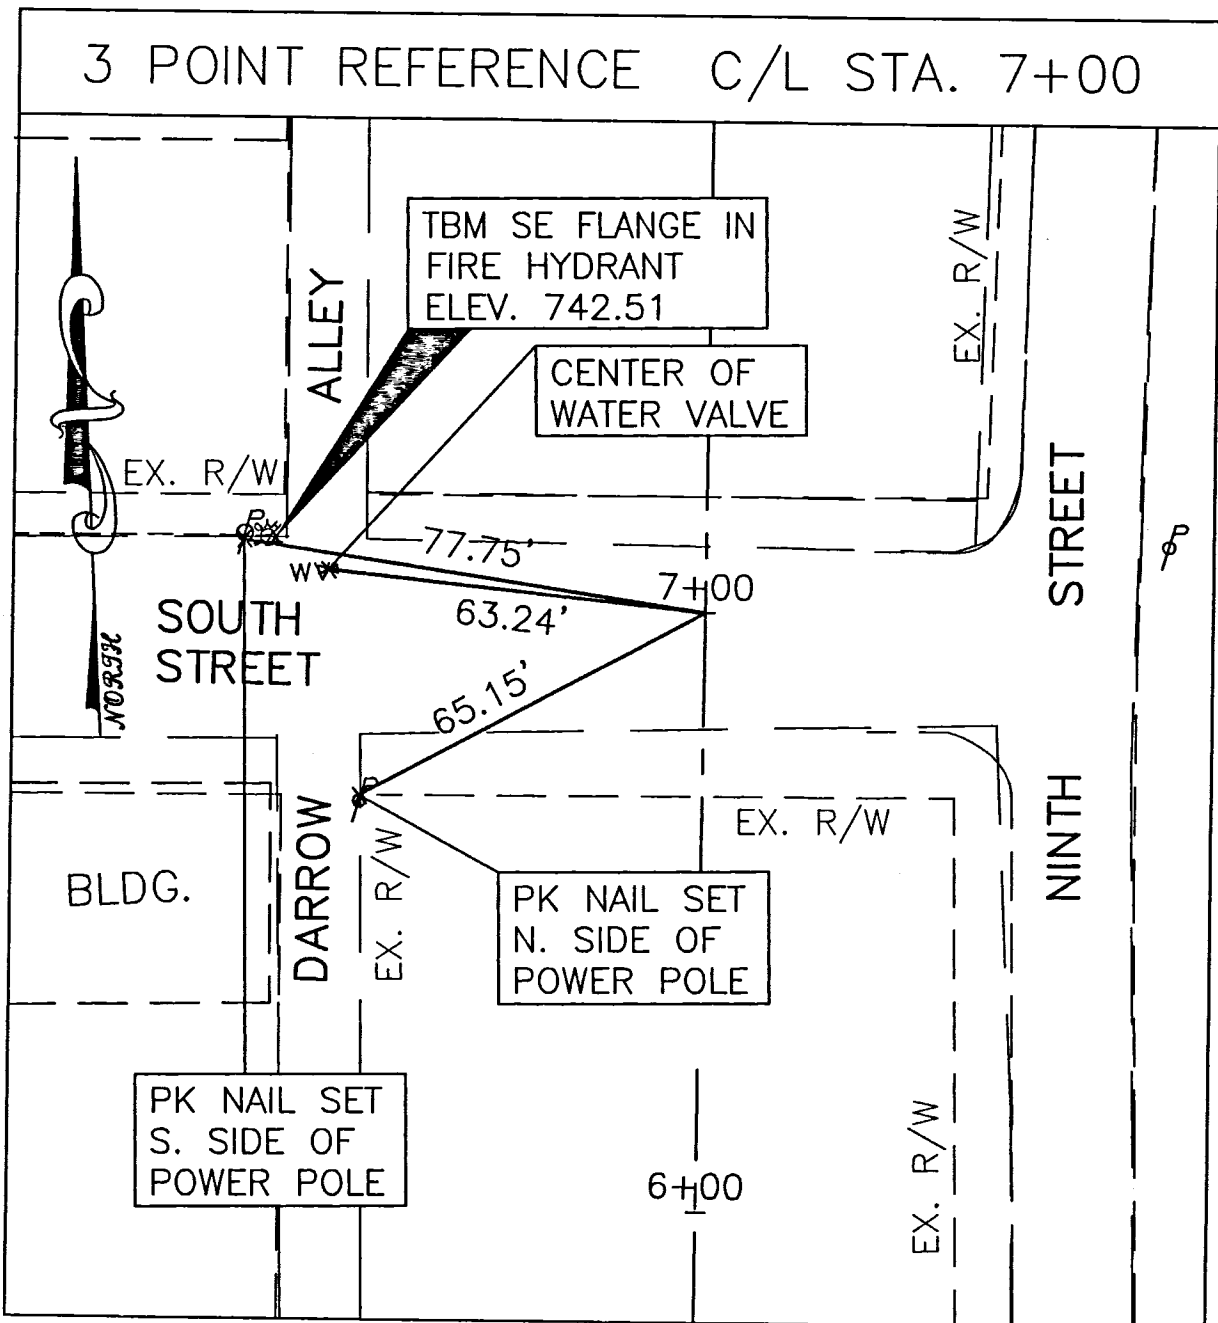 3 POINT REFERENCE C/L STA. 7+00
TBM SE FLANGE IN
FIRE HYDRANT
ELEV. 742.51
EX. R/W
ALLEY
CENTER OF
WATER VALVE
EX. R/W
STREET
P
P
77.75'
WV
7+00
63.24'
SOUTH
STREET
NORTH
65.15'
P
EX. R/W
NINTH
DARROW
EX. R/W
BLDG.
PK NAIL SET
N. SIDE OF
POWER POLE
PK NAIL SET
S. SIDE OF
POWER POLE
6+00
EX. R/W